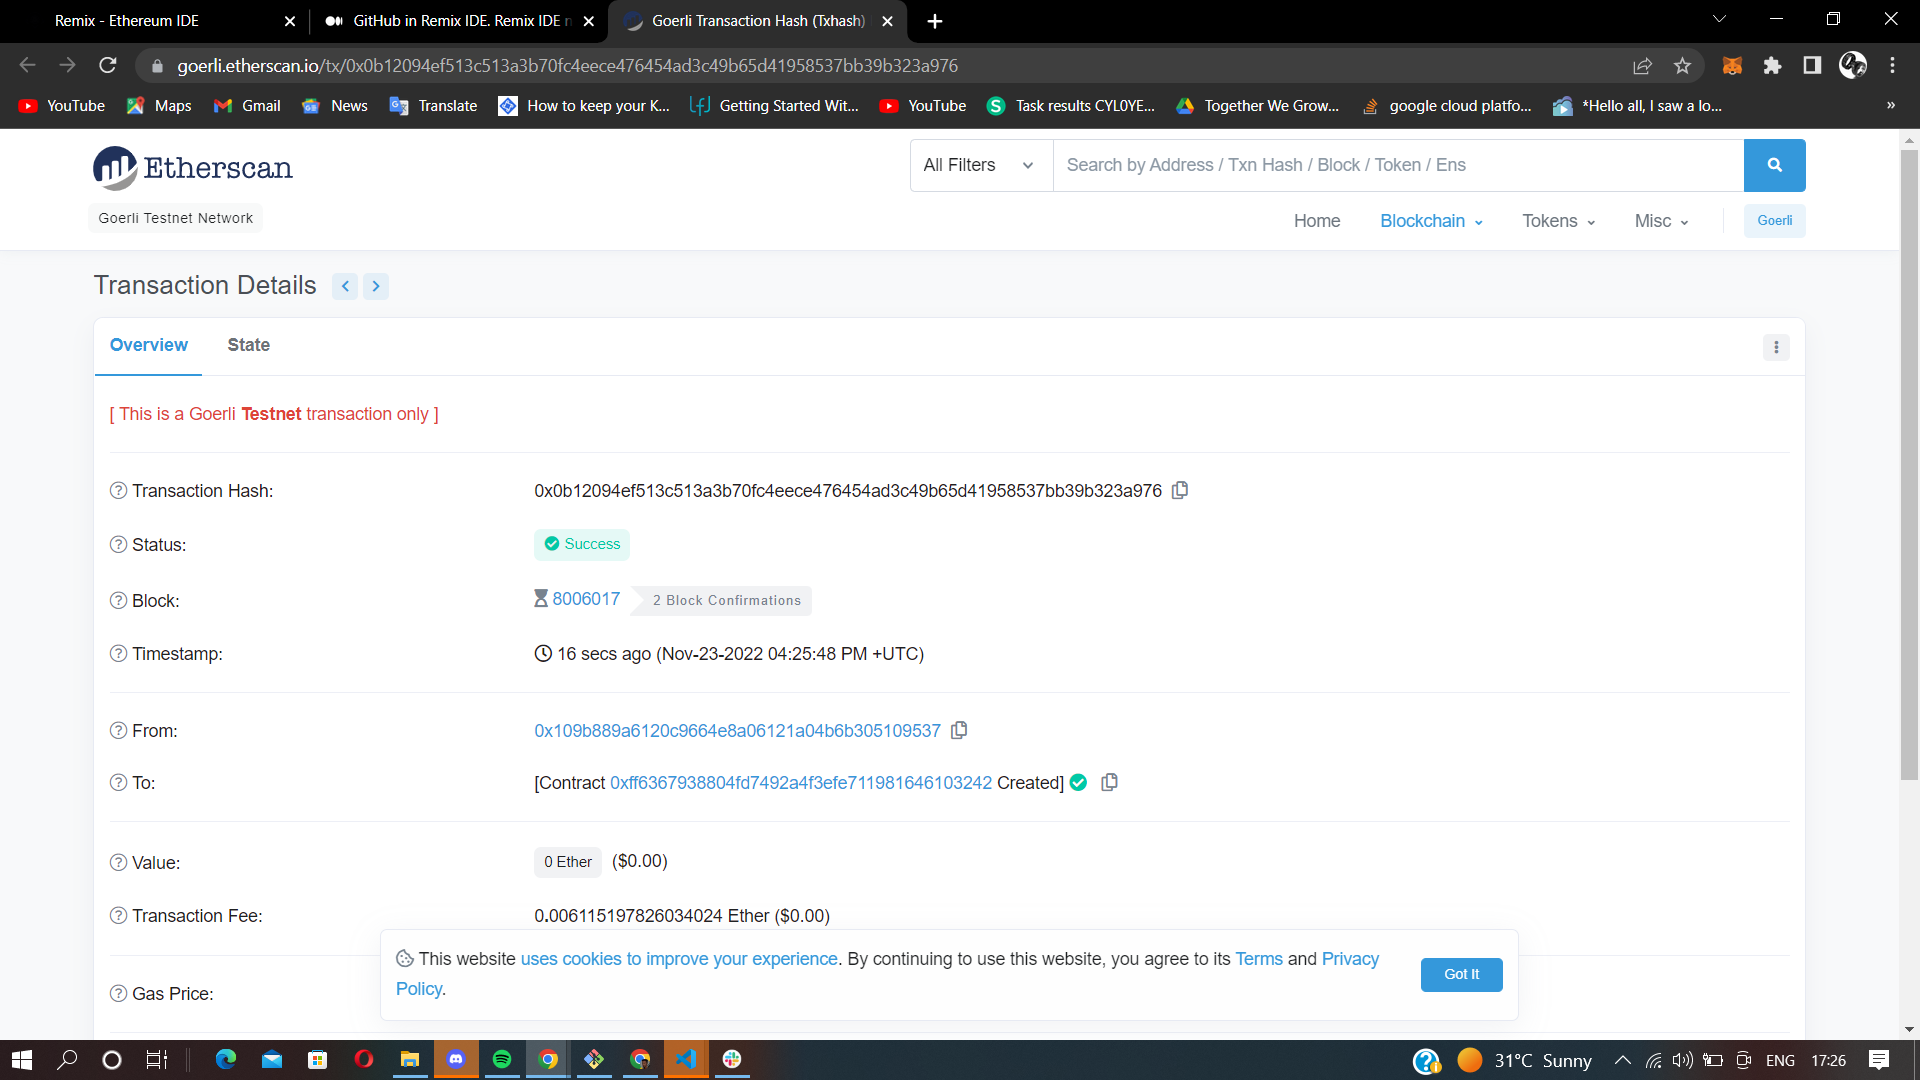 Remix - Ethereum IDE
GitHub in Remix IDE. Remix IDE n
Goerli Transaction Hash (Txhash)
goerli.etherscan.io/tx/0x0b12094ef513c513a3b70fc4eece476454ad3c49b65d41958537bb39b323a976
YouTube
Maps
Gmail
News
Translate
How to keep your K...
Getting Started Wit...
YouTube
Task results CYL0YE...
Together We Grow...
google cloud platfo...
*Hello all, I saw a lo...
»
Etherscan
All Filters
Search by Address / Txn Hash / Block / Token / Ens
Goerli Testnet Network
Home
Blockchain
Tokens
Misc
Goerli
Transaction Details
Overview
State
[ This is a Goerli Testnet transaction only ]
Transaction Hash:
0x0b12094ef513c513a3b70fc4eece476454ad3c49b65d41958537bb39b323a976
Status:
Success
Block:
8006017
2 Block Confirmations
Timestamp:
16 secs ago (Nov-23-2022 04:25:48 PM +UTC)
From:
0x109b889a6120c9664e8a06121a04b6b305109537
To:
[Contract 0xff6367938804fd7492a4f3efe711981646103242 Created]
Value:
0 Ether ($0.00)
Transaction Fee:
0.006115197826034024 Ether ($0.00)
This website uses cookies to improve your experience. By continuing to use this website, you agree to its Terms and Privacy
Policy.
Got It
Gas Price:
31°C Sunny
ENG
17:26